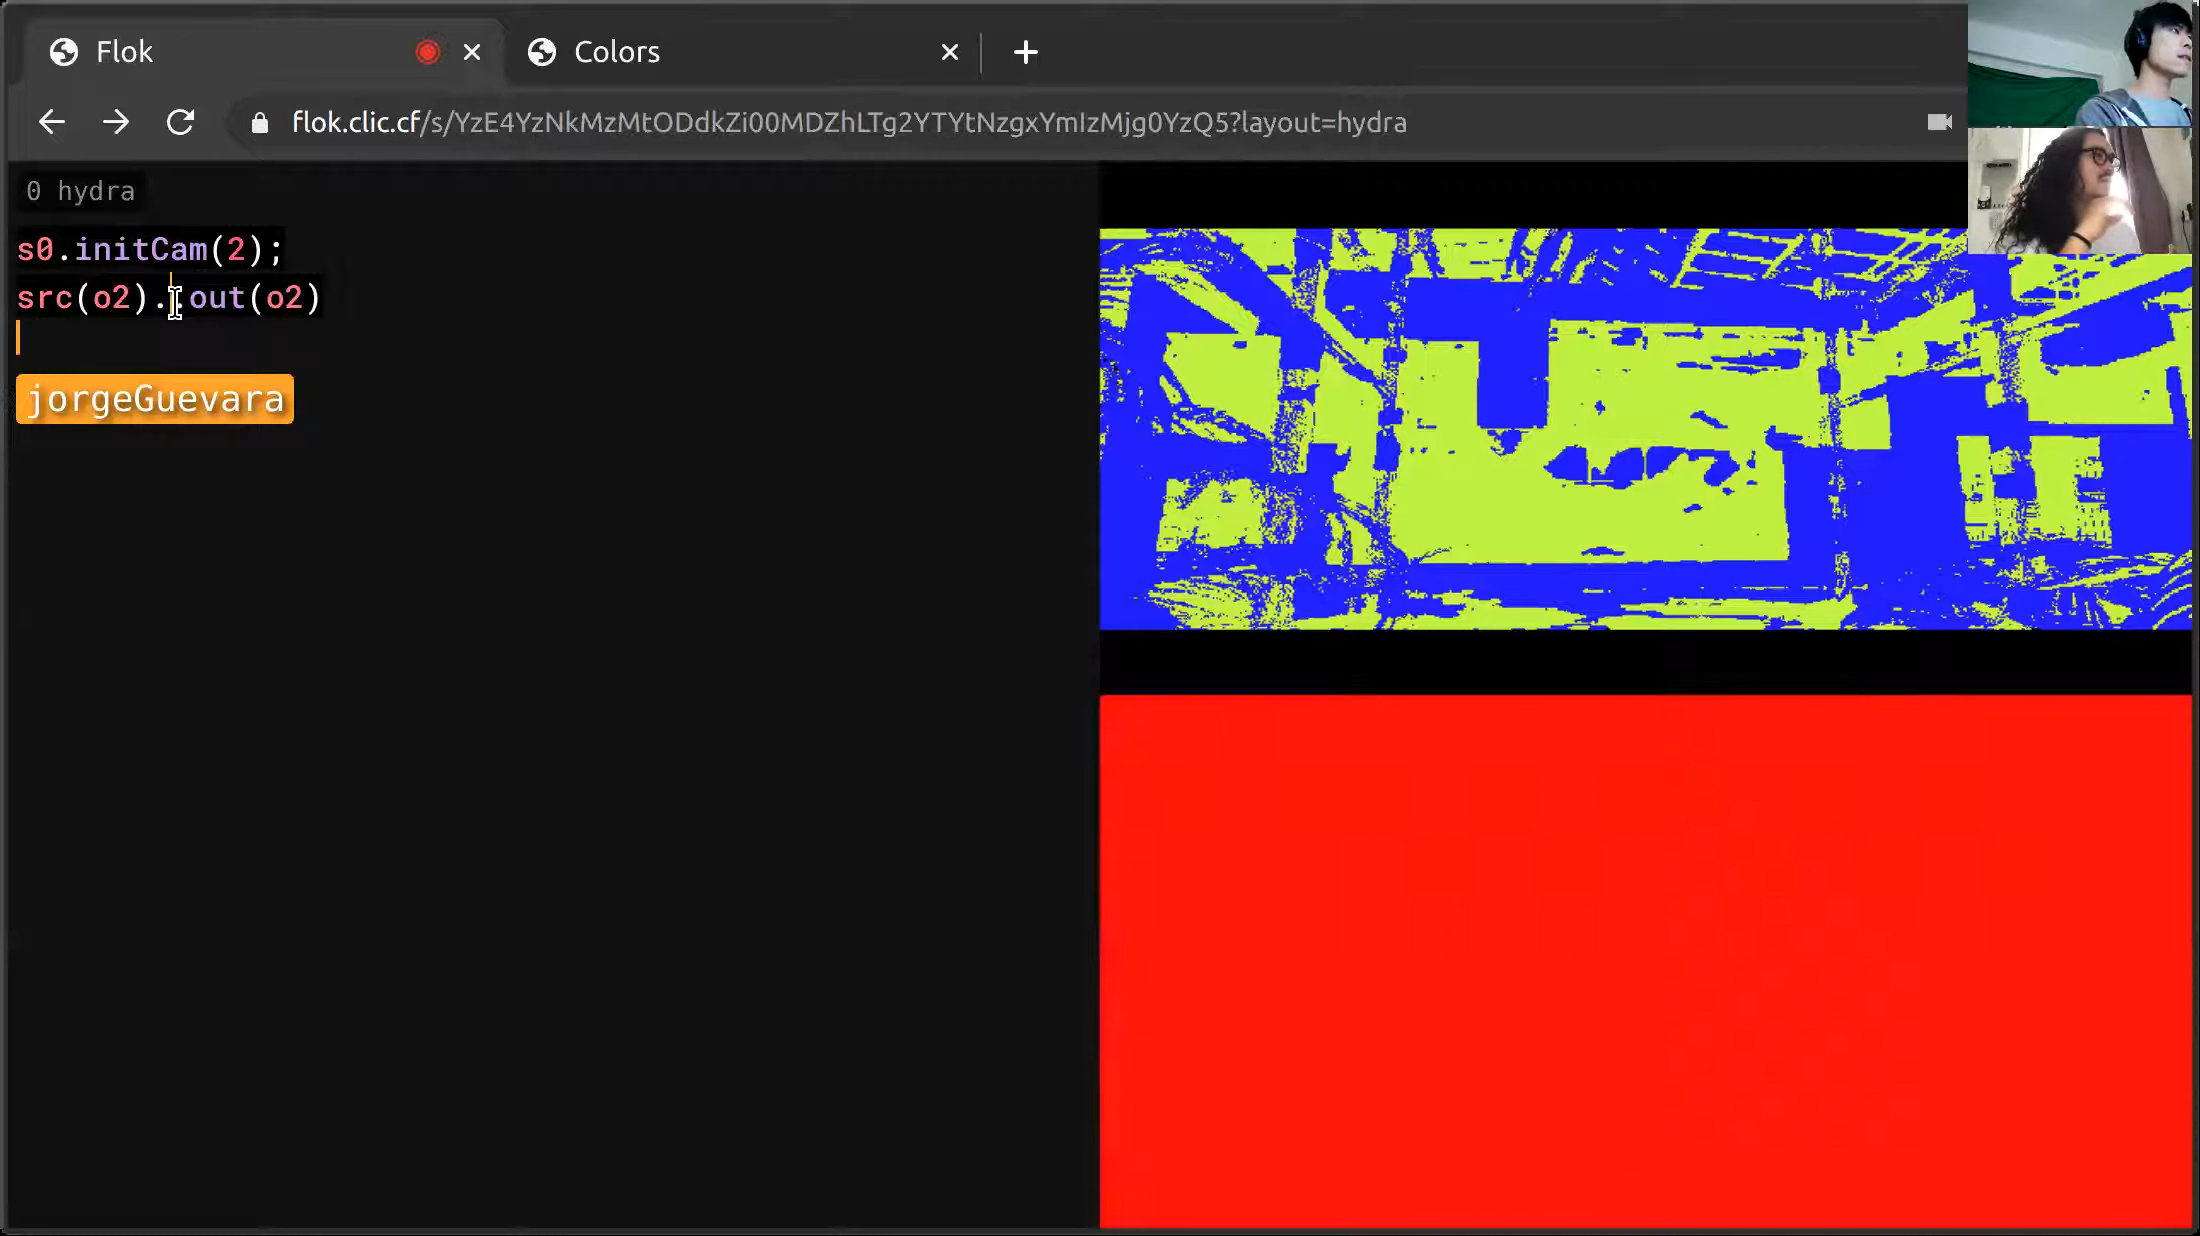 Flok
Colors
flok.clic.cf/s/YzE4YzNkMzMtODdkZi00MDZhLTg2YTYtNzgxYmIzMjg0YzQ5?layout=hydra
0 hydra
s0.initCam(2);
src(o2)..out(o2)
jorgeGuevara